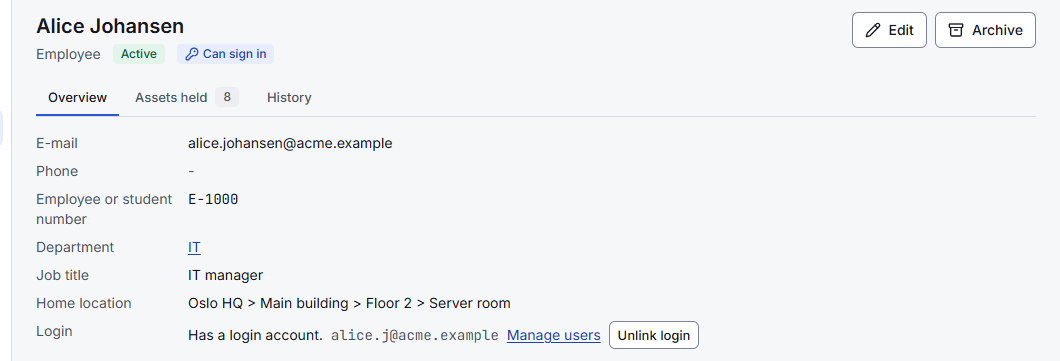 Alice Johansen
Edit Archive
Employee Active Can sign in
Overview Assets held 8 History
E-mail alice.johansen@acme.example
Phone -
Employee or student number E-1000
Department IT
Job title IT manager
Home location Oslo HQ > Main building > Floor 2 > Server room
Login Has a login account. alice.j@acme.example Manage users Unlink login